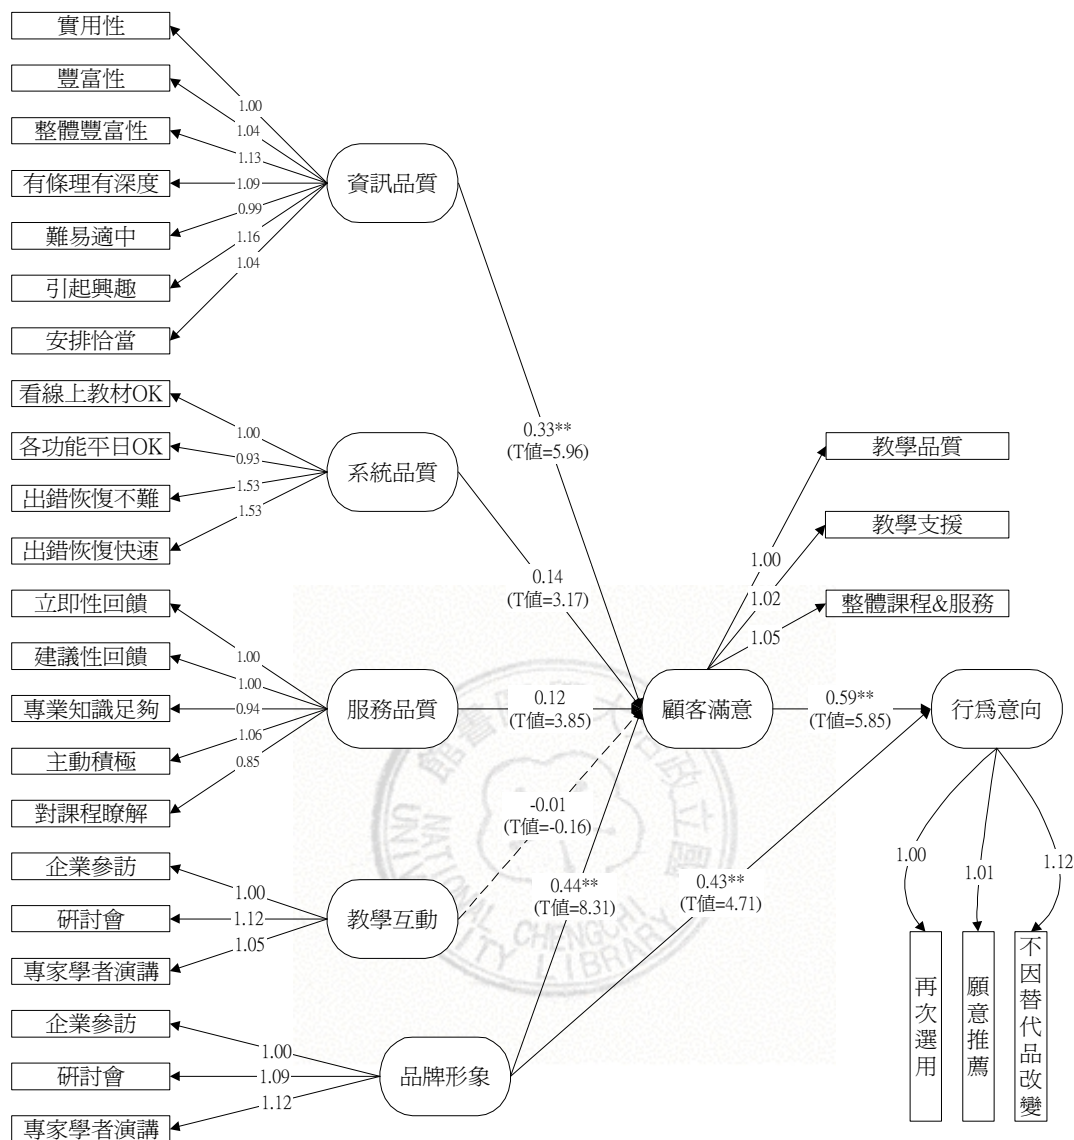 實用性
豐富性
整體豐富性
有條理有深度
難易適中
引起興趣
安排恰當
1.00
1.04
1.13
1.09
0.99
1.16
1.04
資訊品質
看線上教材OK
各功能平日OK
出錯恢復不難
出錯恢復快速
1.00
0.93
1.53
1.53
系統品質
立即性回饋
建議性回饋
專業知識足夠
主動積極
對課程瞭解
1.00
1.00
0.94
1.06
0.85
服務品質
企業參訪
研討會
專家學者演講
1.00
1.12
1.05
教學互動
企業參訪
研討會
專家學者演講
1.00
1.09
1.12
品牌形象
0.33**
(T值=5.96)
0.14
(T值=3.17)
0.12
(T值=3.85)
-0.01
(T值=-0.16)
0.44**
(T值=8.31)
0.43**
(T值=4.71)
教學品質
教學支援
整體課程&服務
1.00
1.02
1.05
顧客滿意
0.59**
(T值=5.85)
行為意向
1.00
1.01
1.12
再次選用
願意推薦
不因替代品改變
NATIONAL CHENGCHI
UNIVERSITY LIBRARY